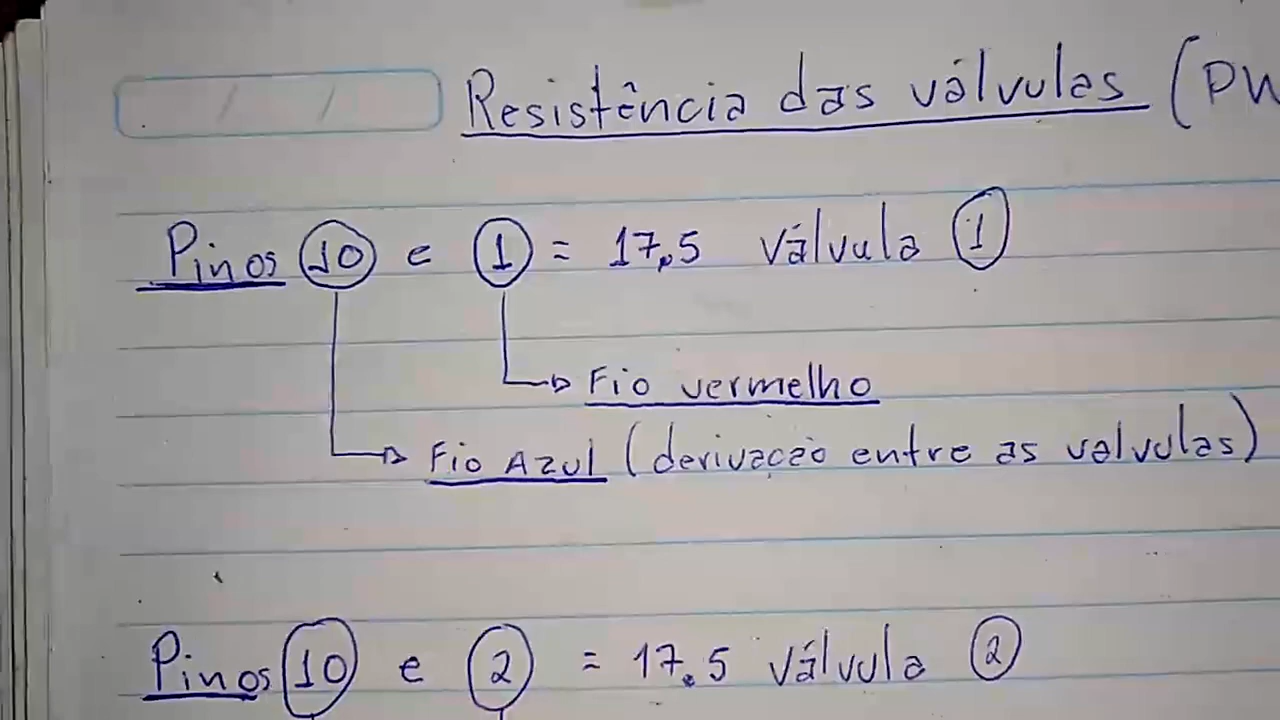 Resistência das válvulas (PW
Pinos 10 e 1 = 17,5 válvula 1
Fio vermelho
Fio Azul (derivação entre as valvulas)
Pinos 10 e 2 = 17.5 válvula 2